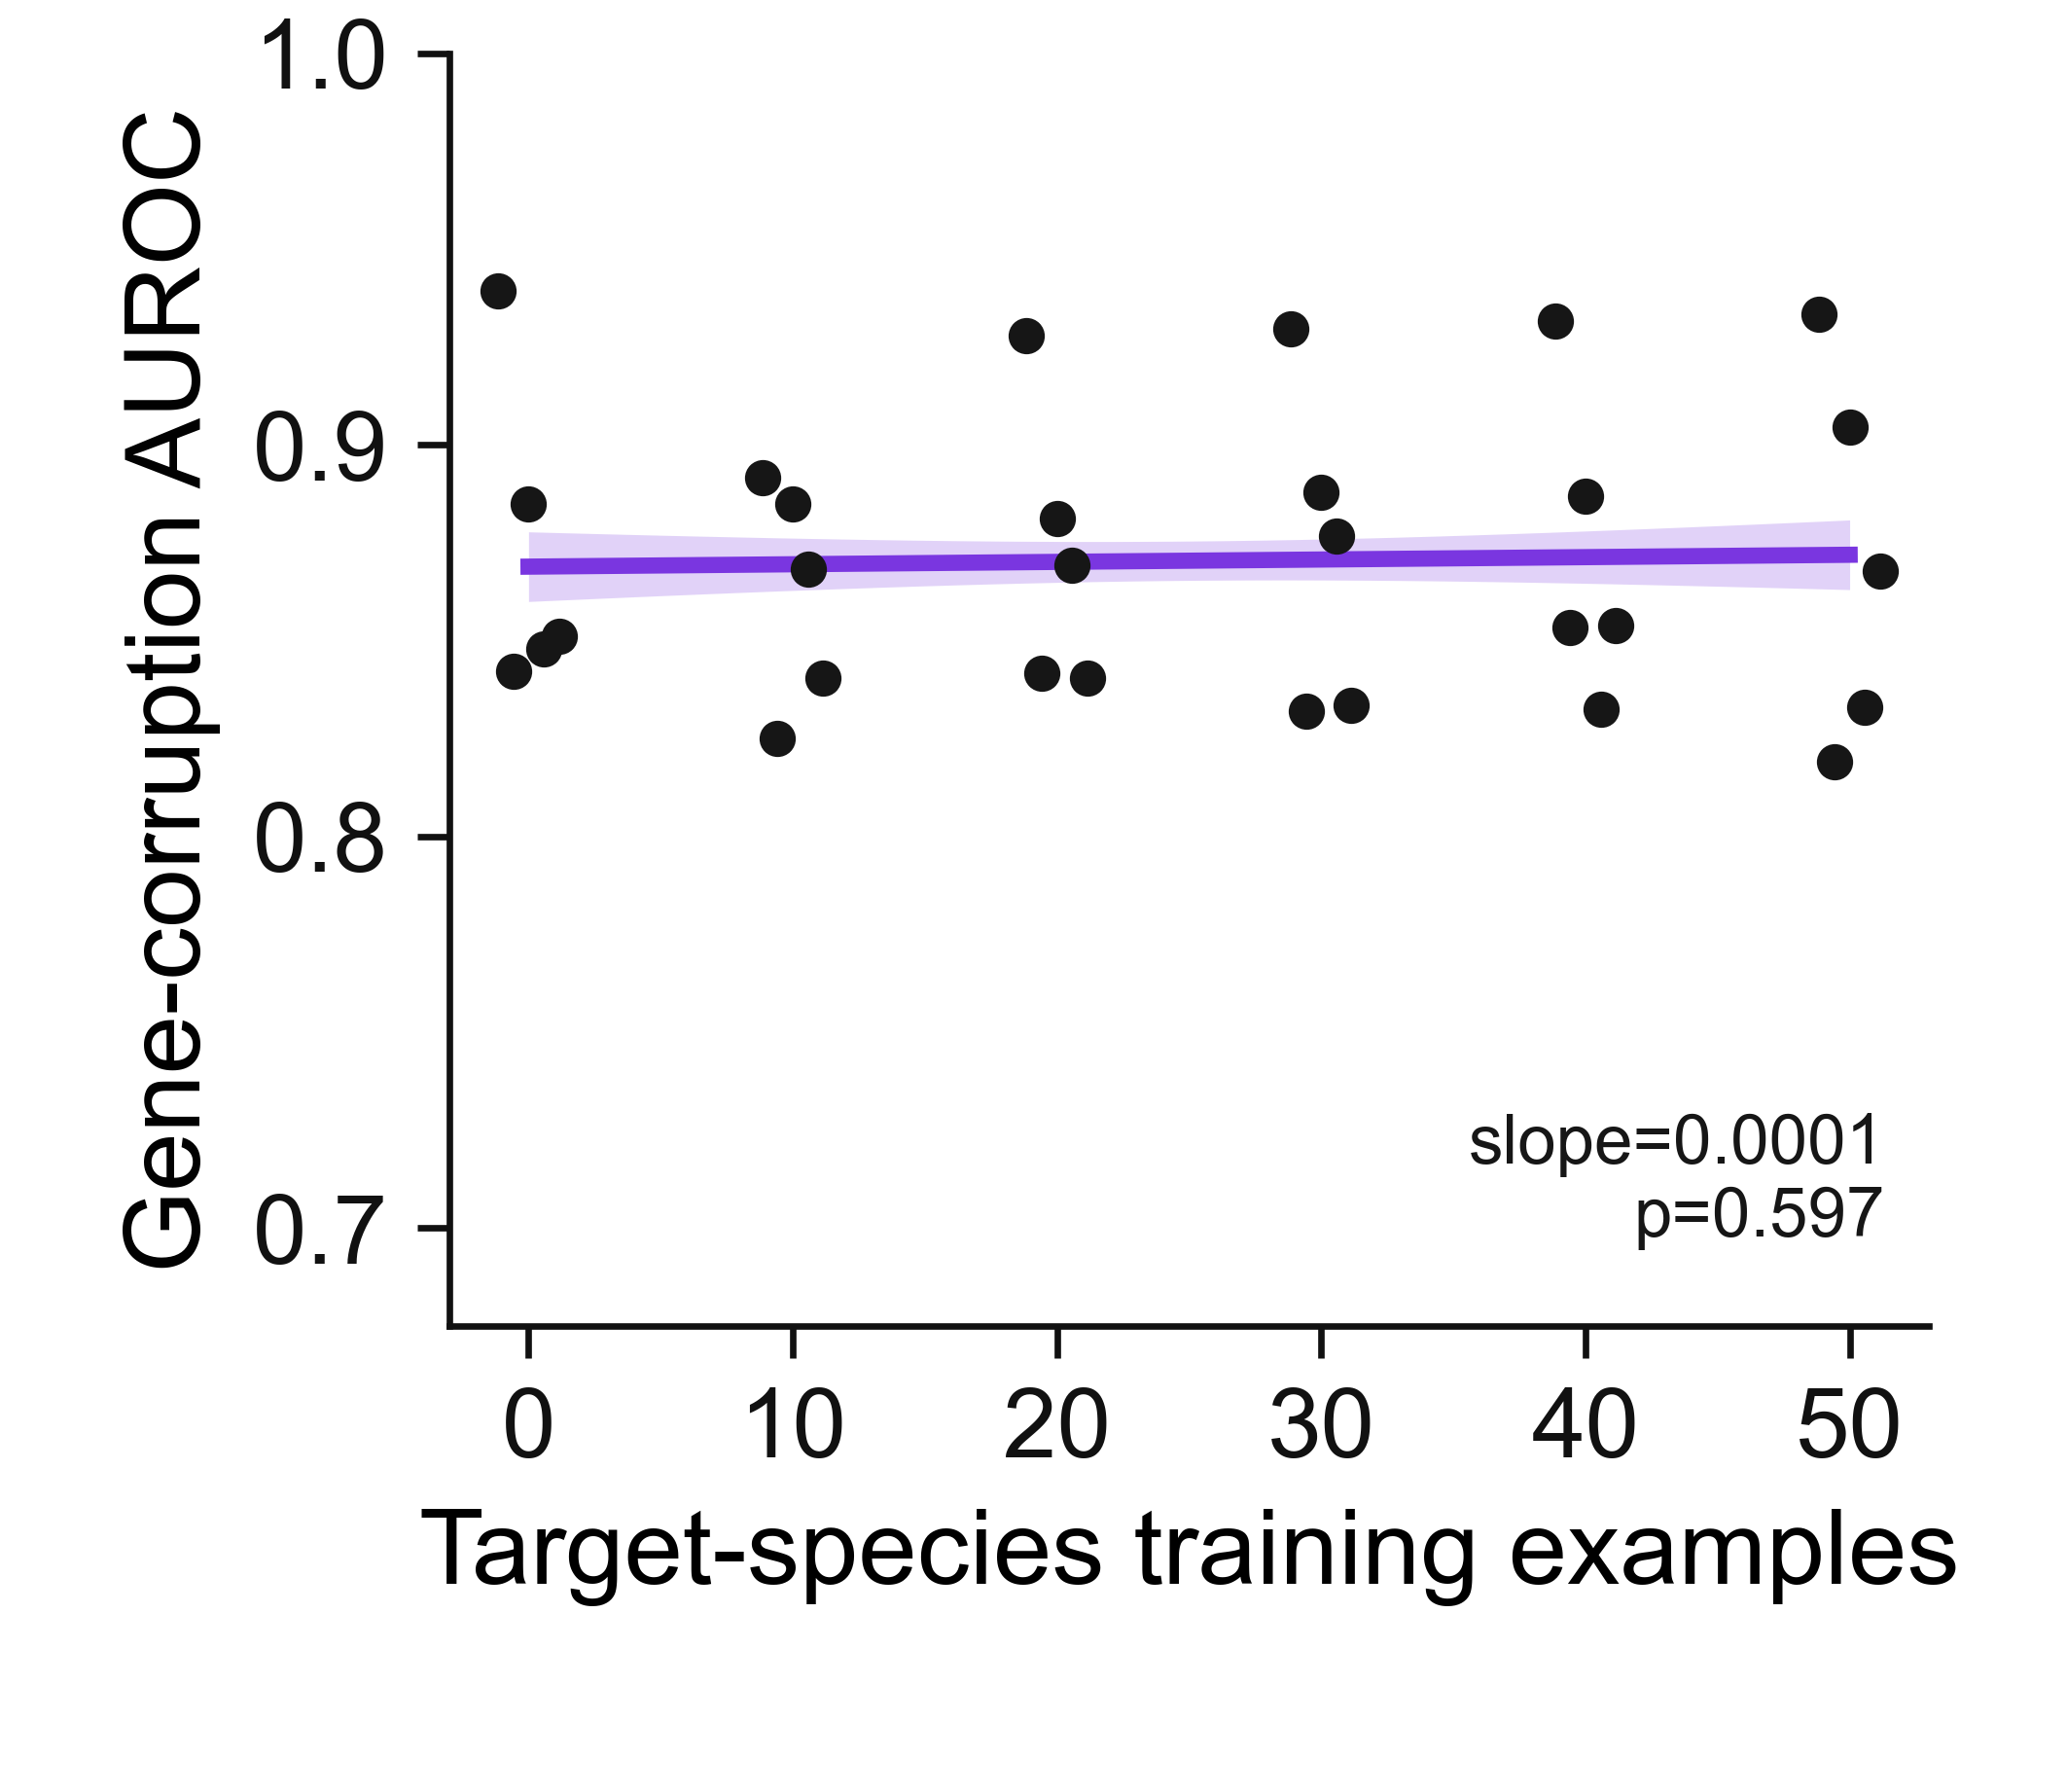 1.0
0.9
0.8
0.7
Gene-corruption AUROC
slope=0.0001
p=0.597
0 10 20 30 40 50
Target-species training examples